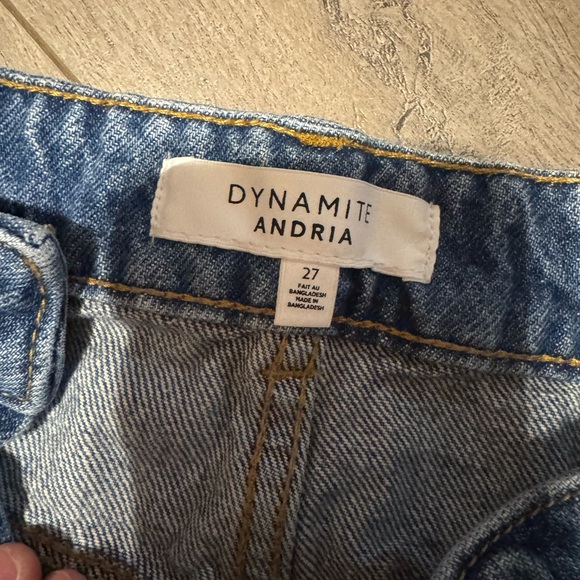 DYNAMITE
ANDRIA
27
FAIT AU
BANGLADESH
MADE IN
BANGLADESH